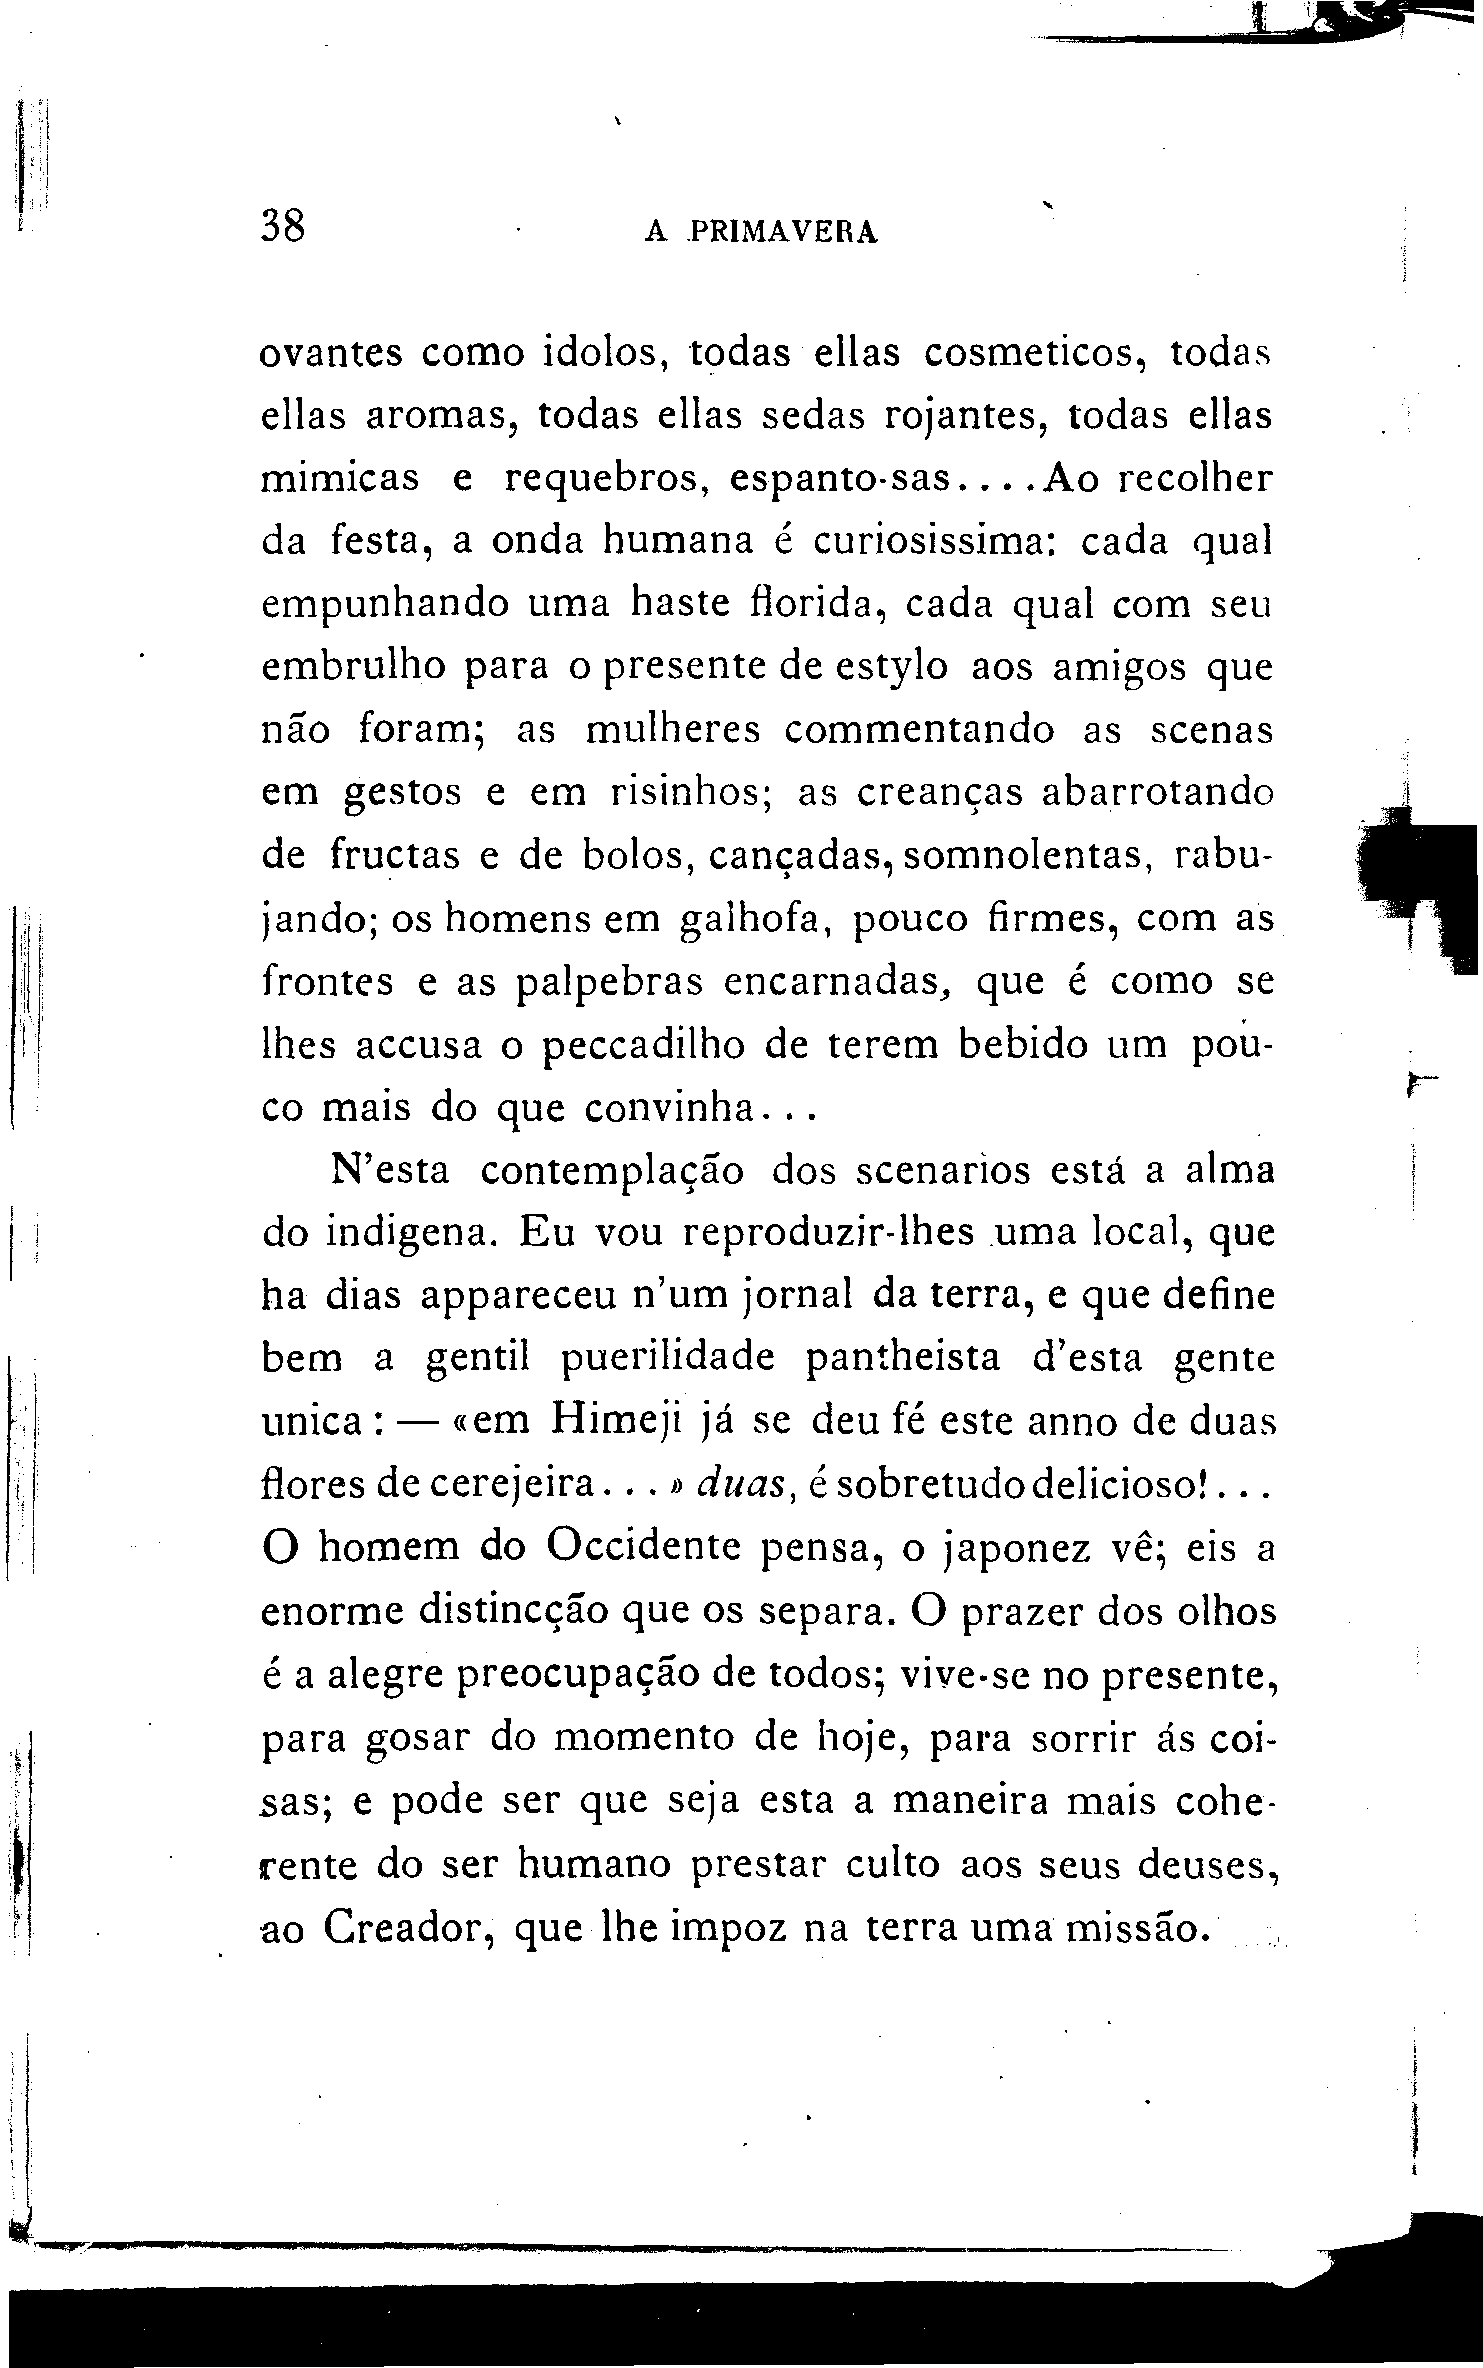 38 A PRIMAVERA
ovantes como idolos, todas ellas cosmeticos, todas
ellas aromas, todas ellas sedas rojantes, todas ellas
mimicas e requebros, espanto-sas....Ao recolher
da festa, a onda humana é curiosissima: cada qual
empunhando uma haste florida, cada qual com seu
embrulho para o presente de estylo aos amigos que
não foram; as mulheres commentando as scenas
em gestos e em risinhos; as creanças abarrotando
de fructas e de bolos, cançadas, somnolentas, rabu-
jando; os homens em galhofa, pouco firmes, com as
frontes e as palpebras encarnadas, que é como se
lhes accusa o peccadilho de terem bebido um pou-
co mais do que convinha...
N'esta contemplação dos scenarios está a alma
do indigena. Eu vou reproduzir-lhes uma local, que
ha dias appareceu n'um jornal da terra, e que define
bem a gentil puerilidade pantheista d'esta gente
unica: — «em Himeji já se deu fé este anno de duas
flores de cerejeira...» duas, é sobretudo delicioso!...
O homem do Occidente pensa, o japonez vê; eis a
enorme distincção que os separa. O prazer dos olhos
é a alegre preocupação de todos; vive-se no presente,
para gosar do momento de hoje, para sorrir ás coi-
sas; e pode ser que seja esta a maneira mais cohe-
rente do ser humano prestar culto aos seus deuses,
ao Creador, que lhe impoz na terra uma missão.